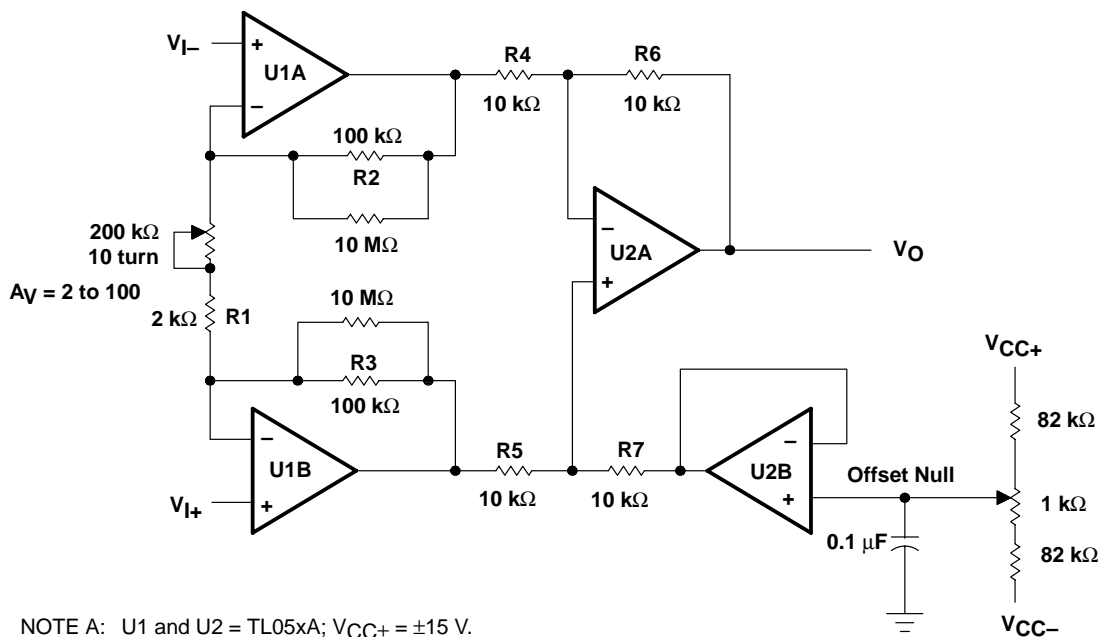 VI–
+
U1A
–
R4
10 kΩ
R6
10 kΩ
100 kΩ
R2
10 MΩ
200 kΩ
10 turn
AV = 2 to 100
2 kΩ
R1
10 MΩ
R3
100 kΩ
–
U2A
+
VO
–
U1B
+
VI+
R5
10 kΩ
R7
10 kΩ
–
U2B
+
Offset Null
0.1 μF
VCC+
82 kΩ
1 kΩ
82 kΩ
VCC–
NOTE A: U1 and U2 = TL05xA; VCC+ = ±15 V.